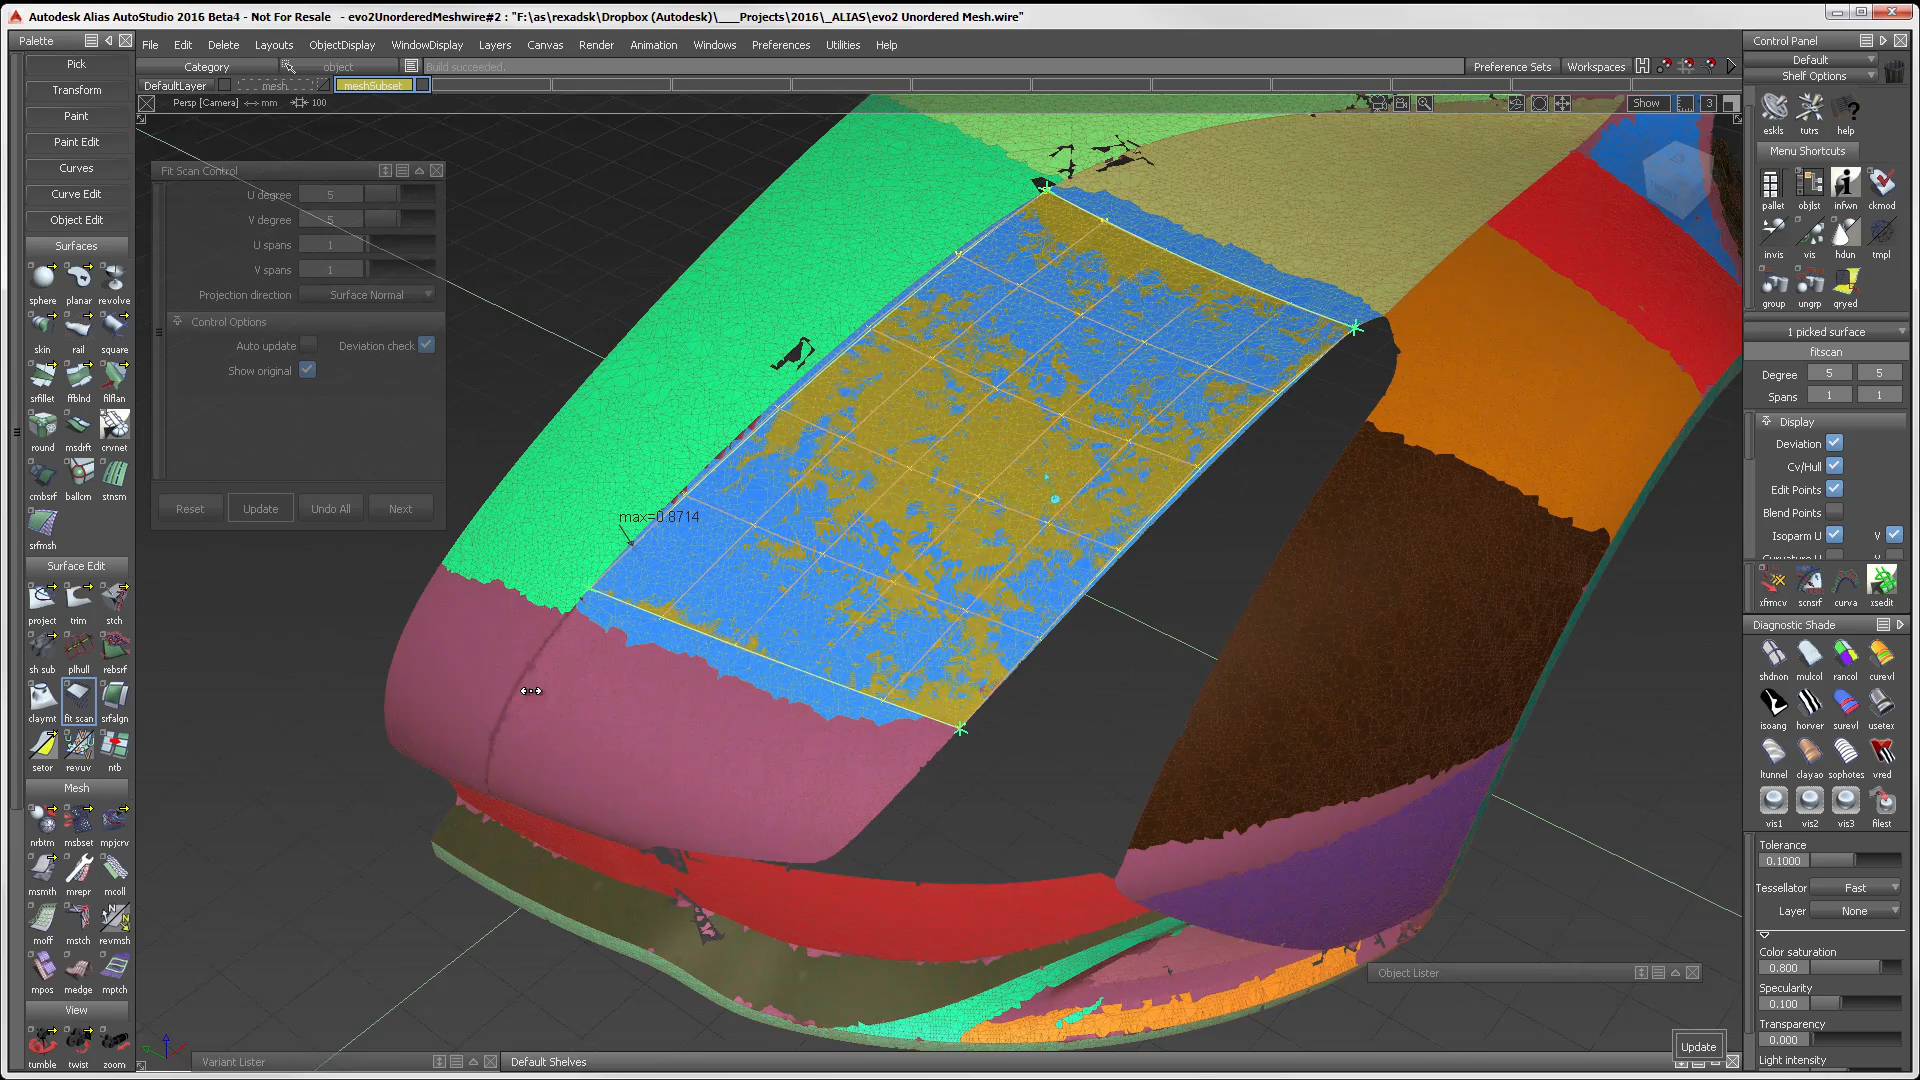 Autodesk Alias AutoStudio 2016 Beta4 - Not For Resale - evo2UnorderedMeshwire#2 : "F:\as\rexadsk\Dropbox (Autodesk)\___Projects\2016\_ALIAS\evo2 Unordered Mesh.wire"
Palette
File Edit Delete Layouts ObjectDisplay WindowDisplay Layers Canvas Render Animation Windows Preferences Utilities Help
Control Panel
Category object Build succeeded. Preference Sets Workspaces
Default
Shelf Options
DefaultLayer mesh meshSubset
Persp [Camera] mm 100 Show 3
Pick
Transform
Paint
Paint Edit
Curves
Curve Edit
Object Edit
Surfaces
sphere planar revolve
skin rail square
srfillet ffblnd filflan
round msdrft crvnet
cmbsrf ballcrn stnsrn
srfmsh
Surface Edit
project trim stch
sh sub plhull rebsrf
claymt fit scan srfalgn
setor revuv ntb
Mesh
nrbtm msbset mpjcrv
msmth mrepr mcoll
moff mstch revmsh
mpos medge mptch
View
tumble twist zoom
Fit Scan Control
U degree 5
V degree 5
U spans 1
V spans 1
Projection direction Surface Normal
Control Options
Auto update Deviation check
Show original
Reset Update Undo All Next
max=0.8714
Object Lister
Variant Lister
Default Shelves
eskls tutrs help
Menu Shortcuts
pallet objlst infwn ckmod
invis vis hdun tmpl
group ungrp qryed
1 picked surface
fitscan
Degree 5 5
Spans 1 1
Display
Deviation
Cv/Hull
Edit Points
Blend Points
Isoparm U V
Curvature U V
xfrmcv scnsrf curva xsedit
Diagnostic Shade
shdnon mulcol rancol curevl
isoang horver surevl usetex
ltunnel clayao sophotes vred
vis1 vis2 vis3 filest
Tolerance
0.1000
Tessellator Fast
Layer None
Color saturation
0.800
Specularity
0.100
Transparency
0.000
Light intensity
Update